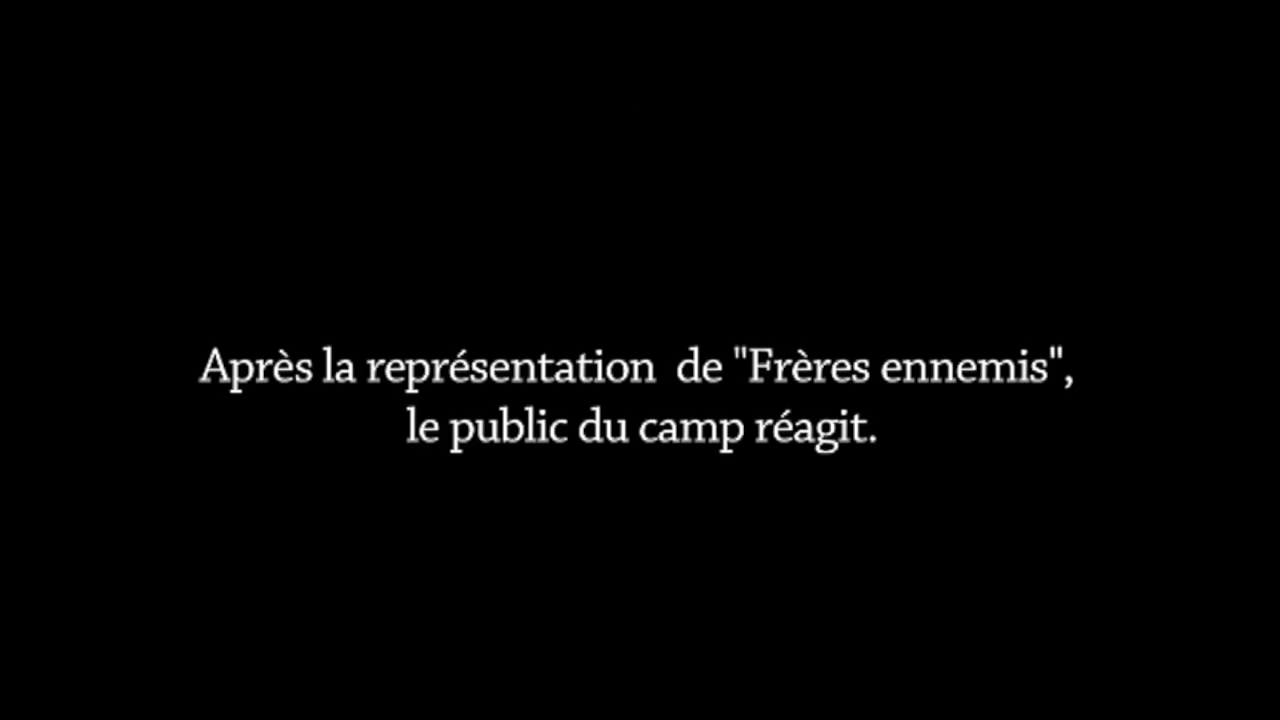 Après la représentation  de "Frères ennemis",
le public du camp réagit.